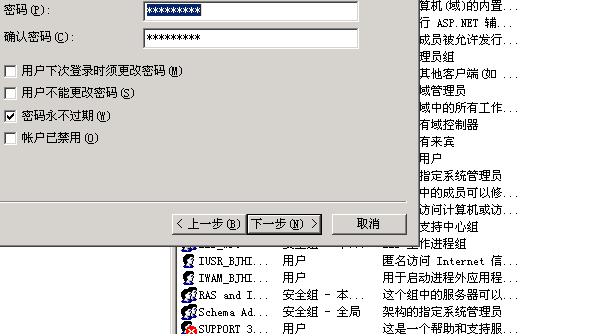 密码(P): *********
确认密码(C): *********
用户下次登录时须更改密码(M)
用户不能更改密码(S)
密码永不过期(W)
帐户已禁用(O)
< 上一步(B) 下一步(N) > 取消
算机(域)的内置...
行 ASP.NET 辅...
成员被允许发行...
理员组
其他客户端(如 ...
域管理员
域中的所有工作...
有域控制器
有来宾
用户
指定系统管理员
中的成员可以修...
访问计算机或访...
支持中心组
工作进程组
IUSR_BJHI... 用户 匿名访问 Internet 信...
IWAM_BJHI... 用户 用于启动进程外应用程...
RAS and I... 安全组 - 本... 这个组中的服务器可以...
Schema Ad... 安全组 - 全局 架构的指定系统管理员
SUPPORT_3... 用户 这是一个帮助和支持服...